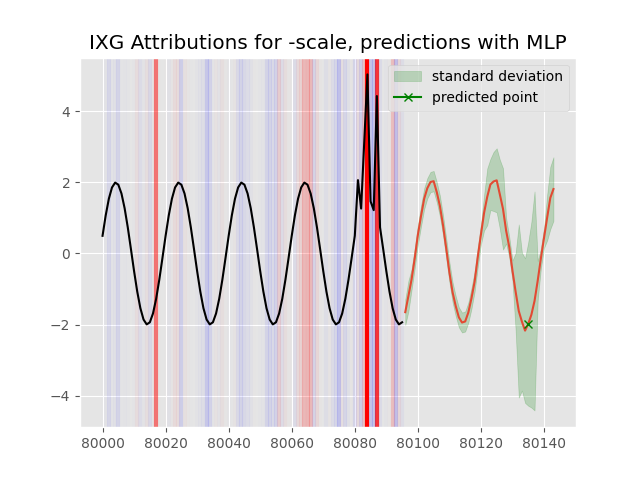 IXG Attributions for -scale, predictions with MLP
standard deviation
predicted point
4
2
0
−2
−4
80000 80020 80040 80060 80080 80100 80120 80140